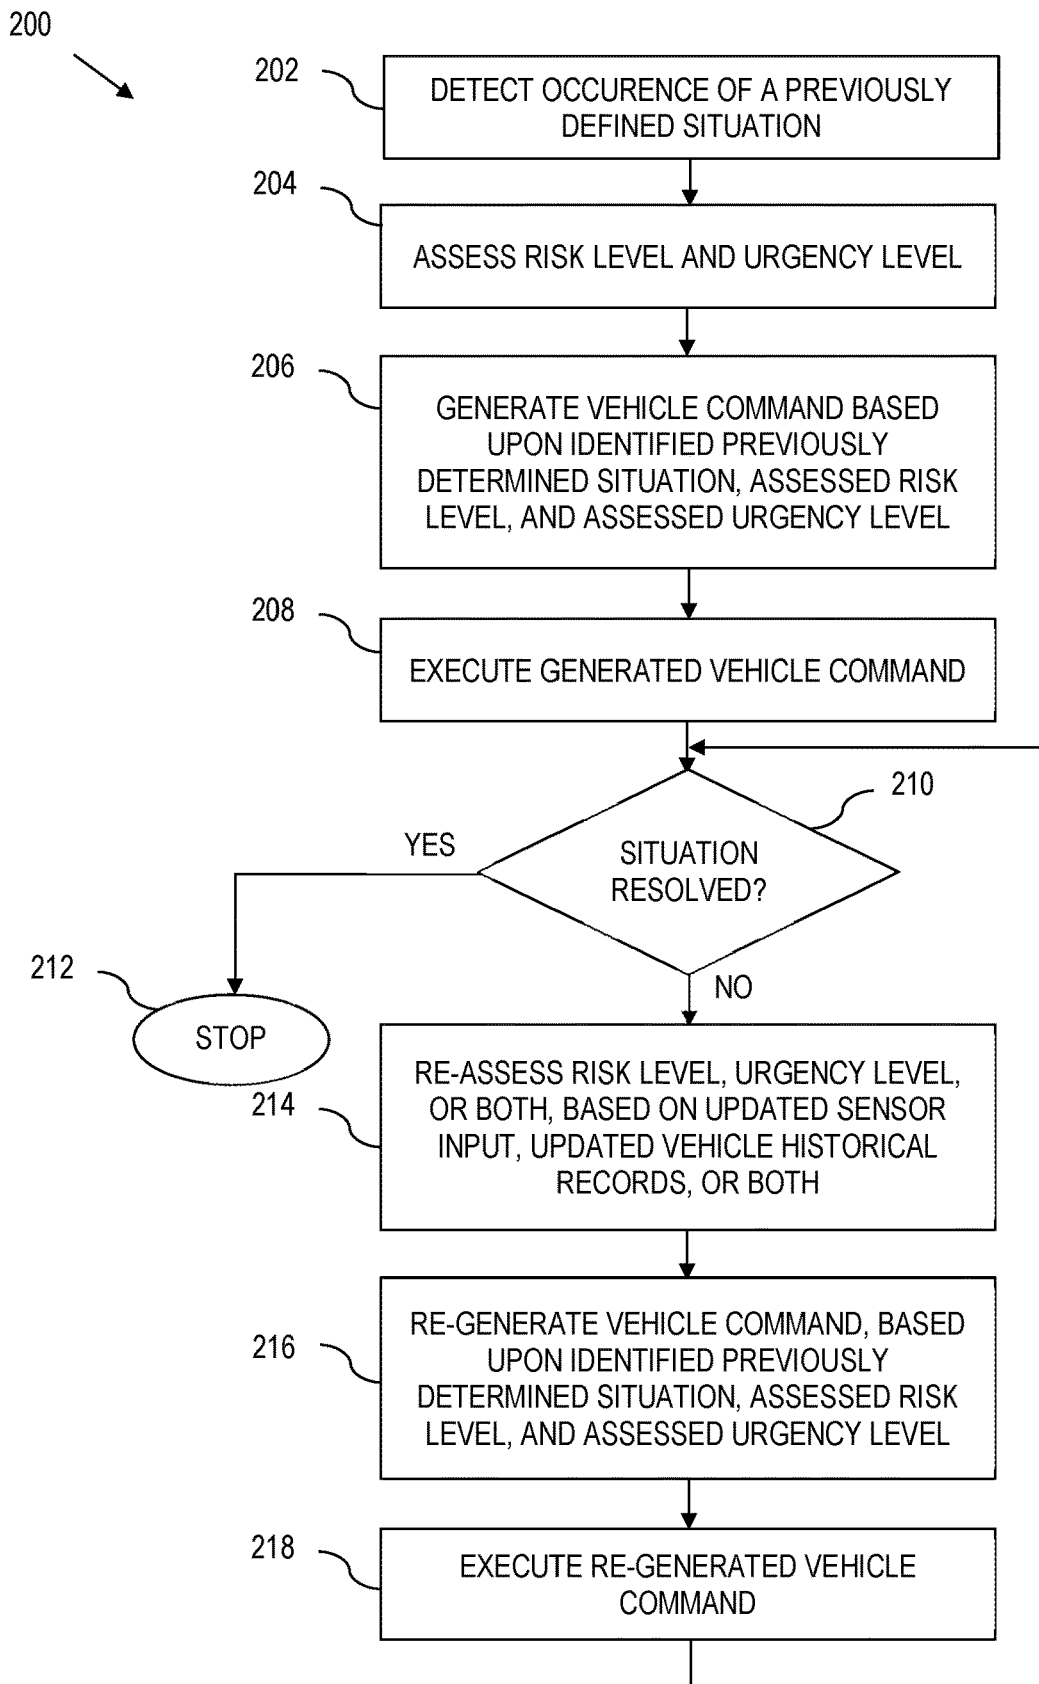 200
202
DETECT OCCURENCE OF A PREVIOUSLY
DEFINED SITUATION
204
ASSESS RISK LEVEL AND URGENCY LEVEL
206
GENERATE VEHICLE COMMAND BASED
UPON IDENTIFIED PREVIOUSLY
DETERMINED SITUATION, ASSESSED RISK
LEVEL, AND ASSESSED URGENCY LEVEL
208
EXECUTE GENERATED VEHICLE COMMAND
210
YES
SITUATION
RESOLVED?
212
NO
STOP
214
RE-ASSESS RISK LEVEL, URGENCY LEVEL,
OR BOTH, BASED ON UPDATED SENSOR
INPUT, UPDATED VEHICLE HISTORICAL
RECORDS, OR BOTH
216
RE-GENERATE VEHICLE COMMAND, BASED
UPON IDENTIFIED PREVIOUSLY
DETERMINED SITUATION, ASSESSED RISK
LEVEL, AND ASSESSED URGENCY LEVEL
218
EXECUTE RE-GENERATED VEHICLE
COMMAND